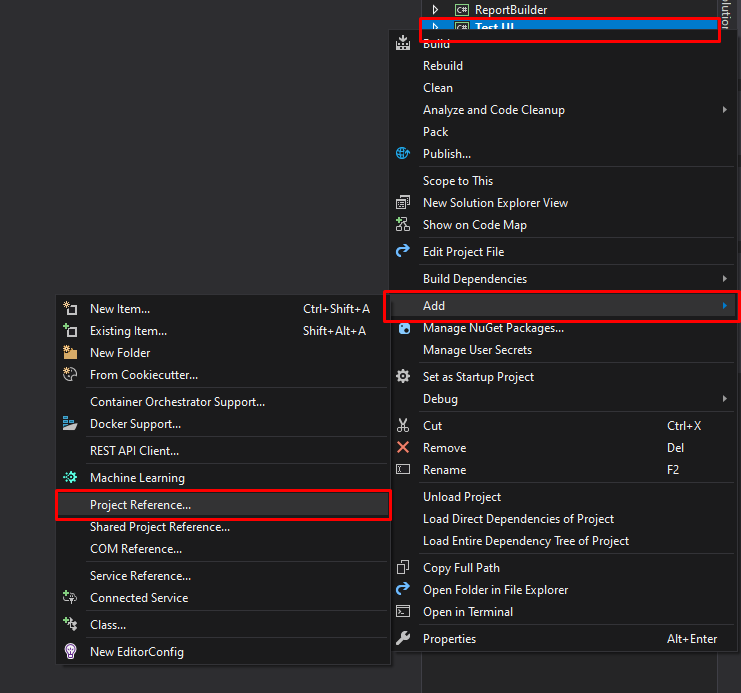 C# ReportBuilder
C# Test UI
Build
Rebuild
Clean
Analyze and Code Cleanup
Pack
Publish...
Scope to This
New Solution Explorer View
Show on Code Map
Edit Project File
Build Dependencies
Add
Manage NuGet Packages...
Manage User Secrets
Set as Startup Project
Debug
Cut Ctrl+X
Remove Del
Rename F2
Unload Project
Load Direct Dependencies of Project
Load Entire Dependency Tree of Project
Copy Full Path
Open Folder in File Explorer
Open in Terminal
Properties Alt+Enter
New Item... Ctrl+Shift+A
Existing Item... Shift+Alt+A
New Folder
From Cookiecutter...
Container Orchestrator Support...
Docker Support...
REST API Client...
Machine Learning
Project Reference...
Shared Project Reference...
COM Reference...
Service Reference...
Connected Service
Class...
New EditorConfig